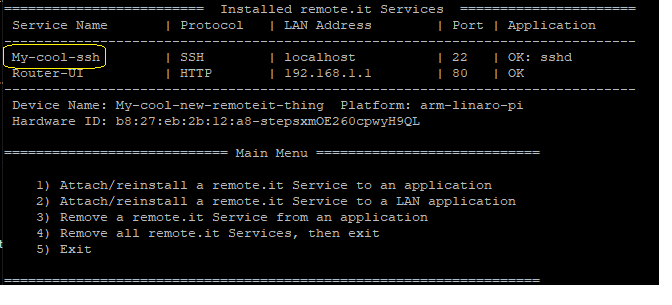 ========================= Installed remote.it Services ======================
Service Name | Protocol | LAN Address | Port | Application
-------------------------------------------------------------------------------
My-cool-ssh | SSH | localhost | 22 | OK: sshd
Router-UI | HTTP | 192.168.1.1 | 80 | OK
-------------------------------------------------------------------------------
Device Name: My-cool-new-remoteit-thing Platform: arm-linaro-pi
Hardware ID: b8:27:eb:2b:12:a8-stepsxmOE260cpwyH9QL
============================ Main Menu ============================
1) Attach/reinstall a remote.it Service to an application
2) Attach/reinstall a remote.it Service to a LAN application
3) Remove a remote.it Service from an application
4) Remove all remote.it Services, then exit
5) Exit
===================================================================